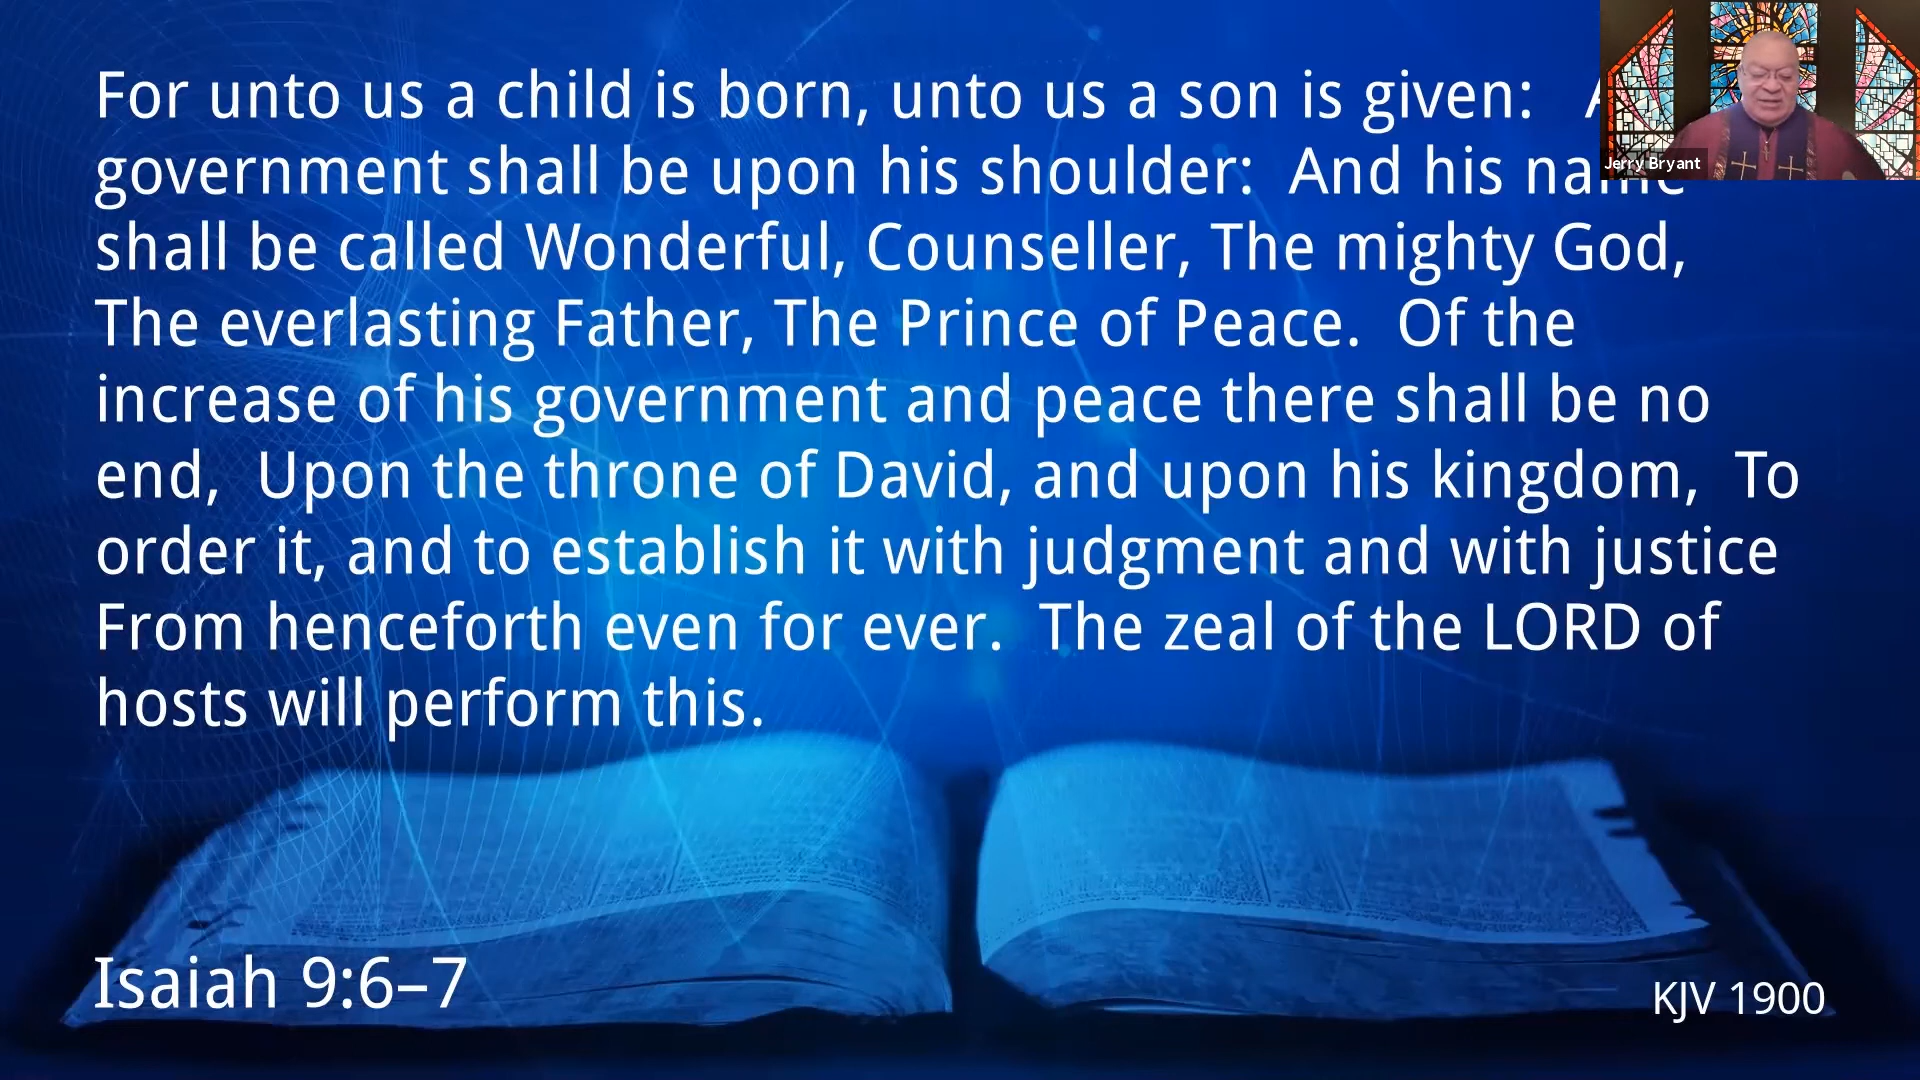 For unto us a child is born, unto us a son is given:
government shall be upon his shoulder:  And his name
shall be called Wonderful, Counseller, The mighty God,
The everlasting Father, The Prince of Peace.  Of the
increase of his government and peace there shall be no
end,  Upon the throne of David, and upon his kingdom,  To
order it, and to establish it with judgment and with justice
From henceforth even for ever.  The zeal of the LORD of
hosts will perform this.
Isaiah 9:6–7
KJV 1900
Jerry Bryant